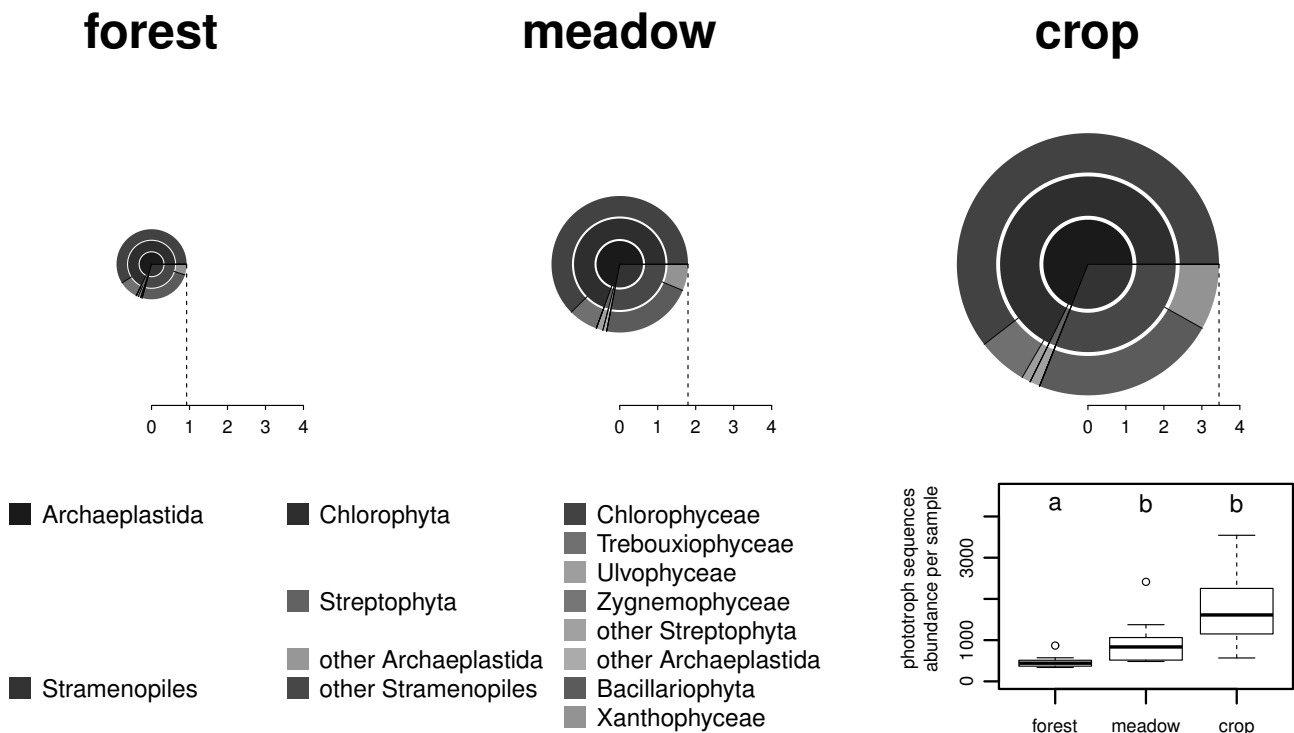 forest meadow crop
0 1 2 3 4 0 1 2 3 4 0 1 2 3 4
Archaeplastida
Stramenopiles
Chlorophyta
Streptophyta
other Archaeplastida
other Stramenopiles
Chlorophyceae
Trebouxiophyceae
Ulvophyceae
Zygnemophyceae
other Streptophyta
other Archaeplastida
Bacillariophyta
Xanthophyceae
phototroph sequences
abundance per sample
0 1000 3000
a b b
forest meadow crop